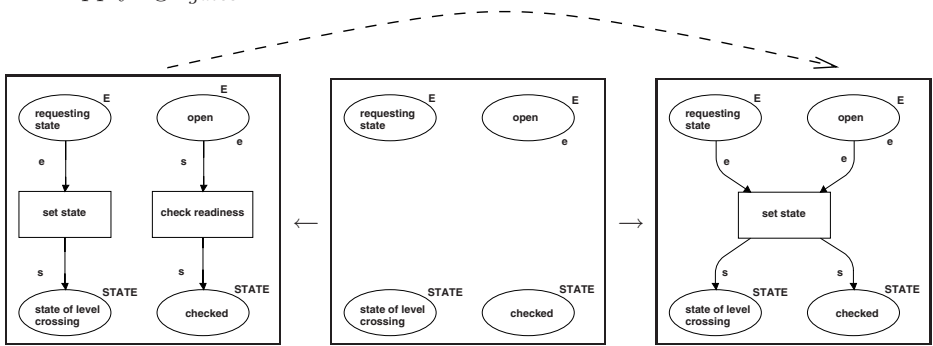 E
E
E
E
E
E
requesting
state
open
requesting
state
open
requesting
state
open
e
e
e
e
s
e
e
set state
check readiness
set state
s
s
s
s
STATE
STATE
STATE
STATE
STATE
STATE
state of level
crossing
checked
state of level
crossing
checked
state of level
crossing
checked